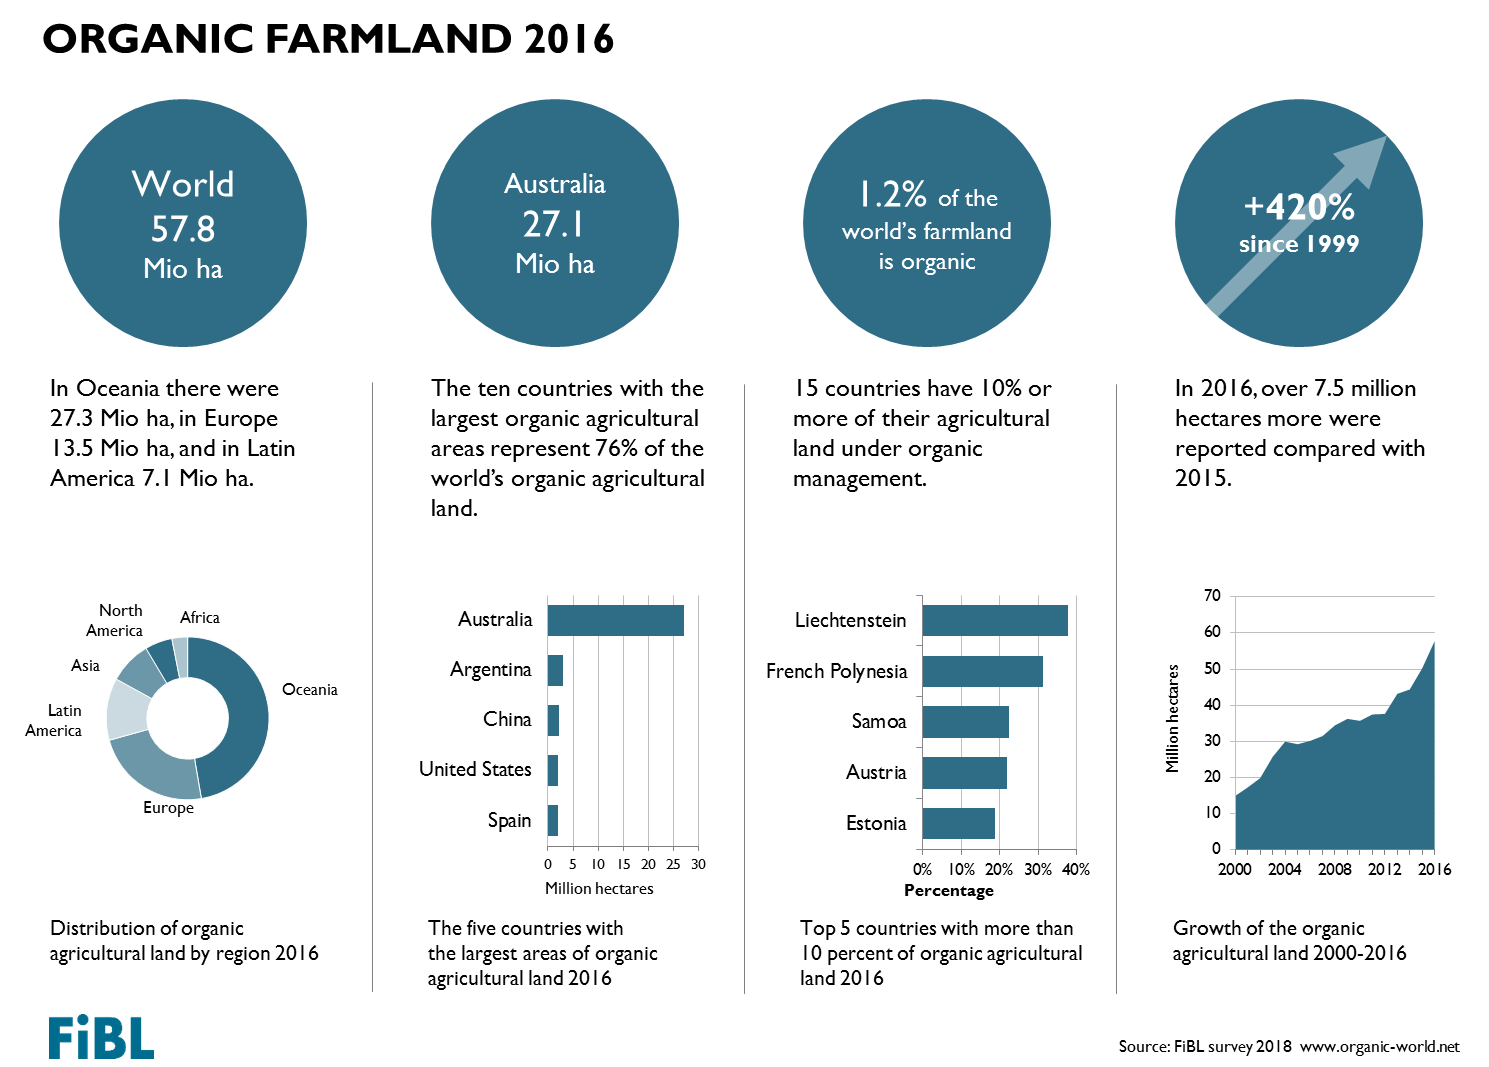 ORGANIC FARMLAND 2016
World
57.8
Mio ha
Australia
27.1
Mio ha
1.2% of the
world's farmland
is organic
+420%
since 1999
In Oceania there were
27.3 Mio ha, in Europe
13.5 Mio ha, and in Latin
America 7.1 Mio ha.
The ten countries with the
largest organic agricultural
areas represent 76% of the
world's organic agricultural
land.
15 countries have 10% or
more of their agricultural
land under organic
management.
In 2016, over 7.5 million
hectares more were
reported compared with
2015.
North
America
Africa
Asia
Oceania
Latin
America
Europe
Distribution of organic
agricultural land by region 2016
Australia
Argentina
China
United States
Spain
0 5 10 15 20 25 30
Million hectares
The five countries with
the largest areas of organic
agricultural land 2016
Liechtenstein
French Polynesia
Samoa
Austria
Estonia
0% 10% 20% 30% 40%
Percentage
Top 5 countries with more than
10 percent of organic agricultural
land 2016
70
60
50
40
30
20
10
0
Million hectares
2000 2004 2008 2012 2016
Growth of the organic
agricultural land 2000-2016
FiBL
Source: FiBL survey 2018 www.organic-world.net